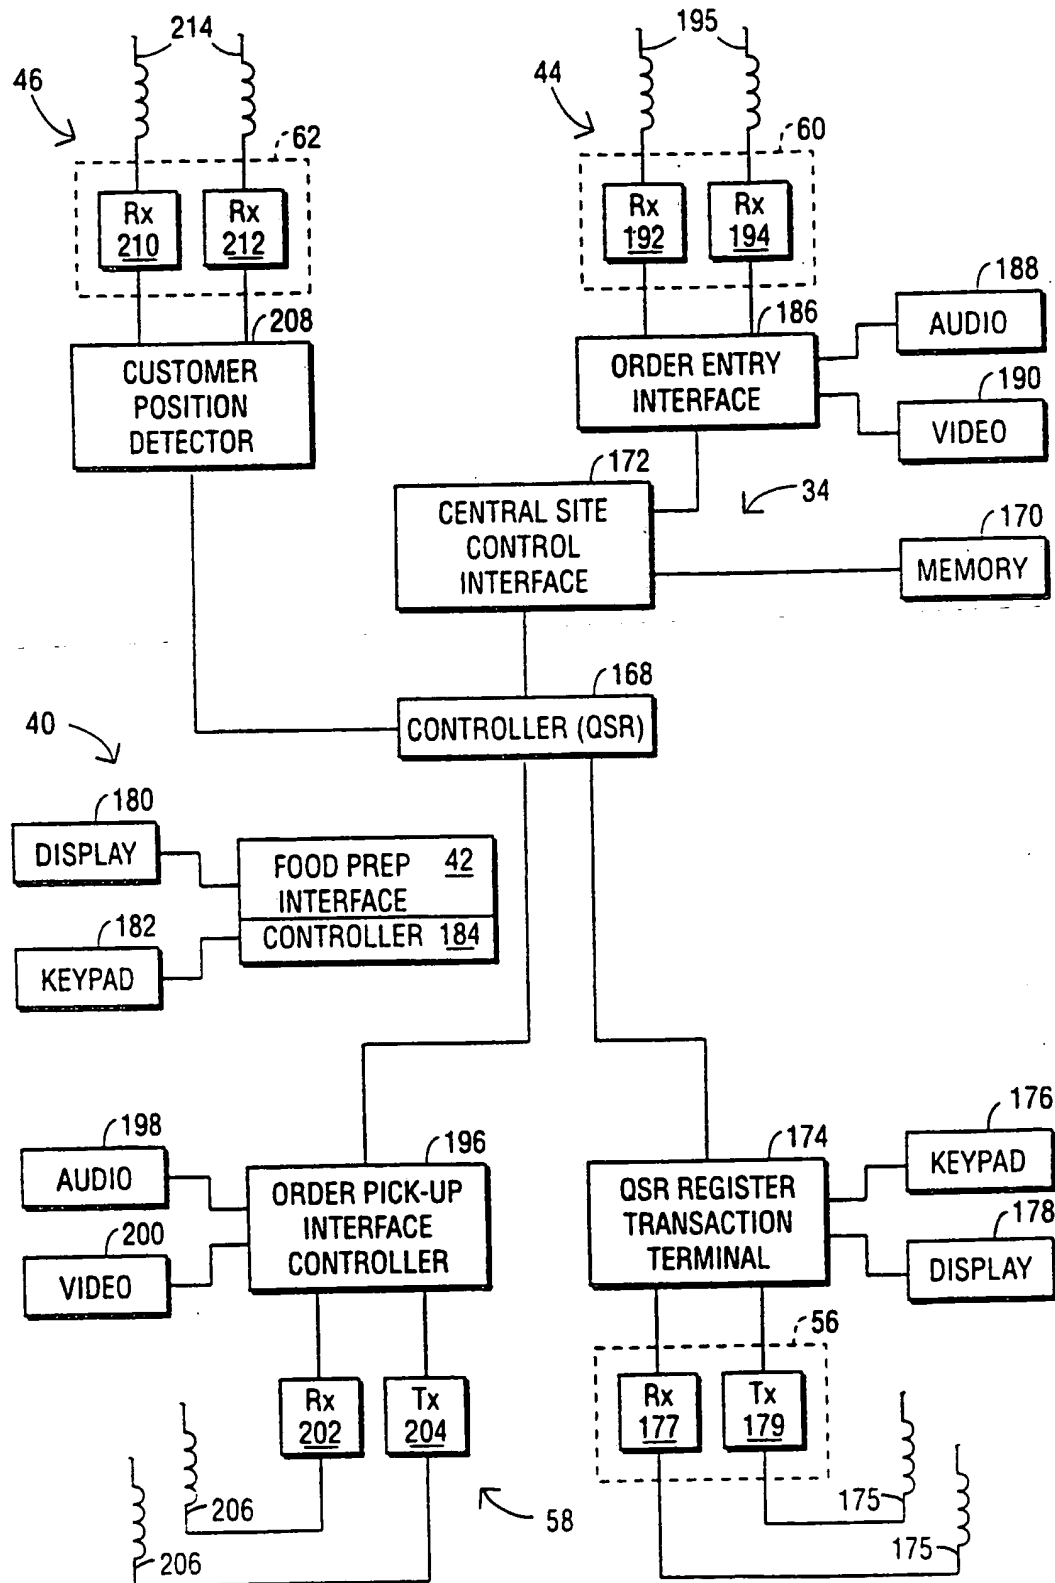 214
195
46
44
62
60
Rx
210
Rx
212
Rx
192
Rx
194
208
186
188
AUDIO
CUSTOMER
POSITION
DETECTOR
ORDER ENTRY
INTERFACE
190
VIDEO
172
34
CENTRAL SITE
CONTROL
INTERFACE
170
MEMORY
168
CONTROLLER (QSR)
40
180
DISPLAY
FOOD PREP 42
INTERFACE
CONTROLLER 184
182
KEYPAD
198
AUDIO
196
ORDER PICK-UP
INTERFACE
CONTROLLER
200
VIDEO
174
QSR REGISTER
TRANSACTION
TERMINAL
176
KEYPAD
178
DISPLAY
56
Rx
202
Tx
204
Rx
177
Tx
179
206
206
58
175
175